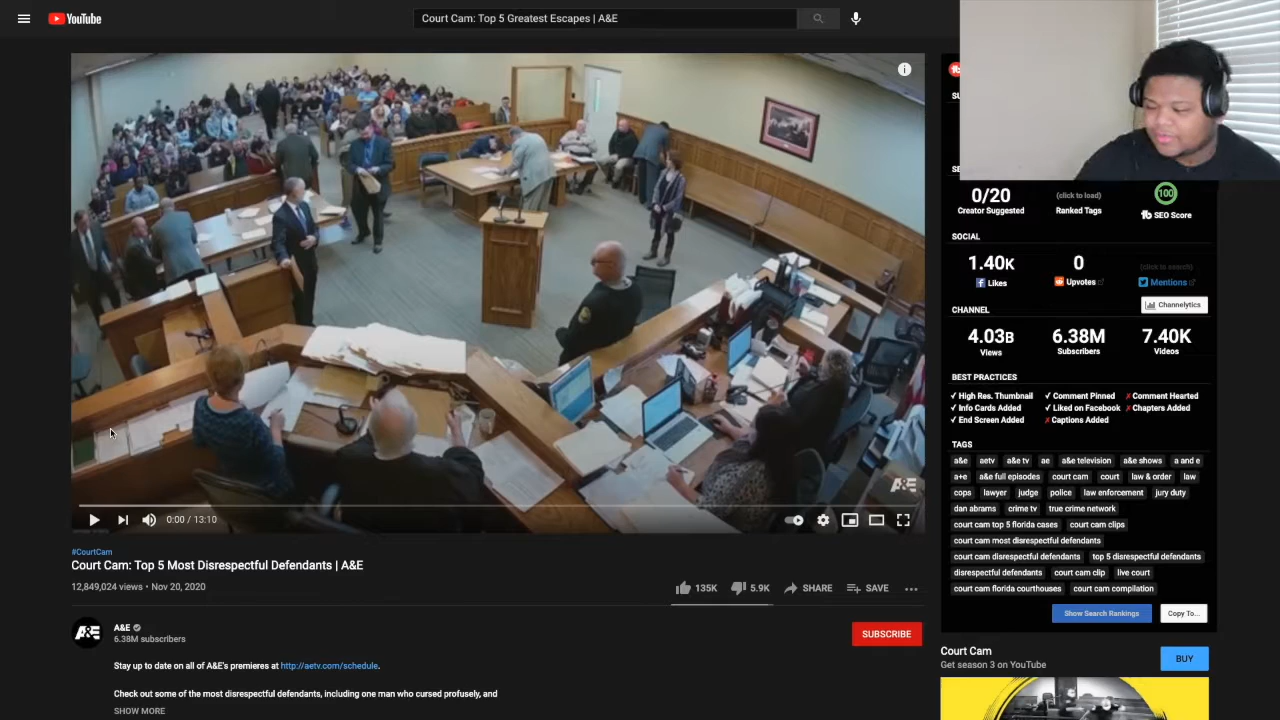 YouTube
Court Cam: Top 5 Greatest Escapes | A&E
A&E
0:00 / 13:10
#CourtCam
Court Cam: Top 5 Most Disrespectful Defendants | A&E
12,849,024 views • Nov 20, 2020
135K
5.9K
SHARE
SAVE
A&E
A&E
6.38M subscribers
SUBSCRIBE
Stay up to date on all of A&E's premieres at http://aetv.com/schedule.
Check out some of the most disrespectful defendants, including one man who cursed profusely, and
SHOW MORE
0/20
Creator Suggested
(click to load)
Ranked Tags
100
tb SEO Score
SOCIAL
1.40K
Likes
0
Upvotes
(click to search)
Mentions
CHANNEL
Channelytics
4.03B
Views
6.38M
Subscribers
7.40K
Videos
BEST PRACTICES
✓ High Res. Thumbnail ✓ Comment Pinned ✗ Comment Hearted
✓ Info Cards Added ✓ Liked on Facebook ✗ Chapters Added
✓ End Screen Added ✗ Captions Added
TAGS
a&e aetv a&e tv ae a&e television a&e shows a and e
a+e a&e full episodes court cam court law & order law
cops lawyer judge police law enforcement jury duty
dan abrams crime tv true crime network
court cam top 5 florida cases court cam clips
court cam most disrespectful defendants
court cam disrespectful defendants top 5 disrespectful defendants
disrespectful defendants court cam clip live court
court cam florida courthouses court cam compilation
Show Search Rankings
Copy To...
Court Cam
Get season 3 on YouTube
BUY